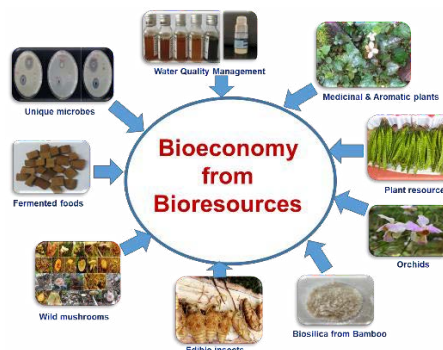 Water Quality Management
Medicinal & Aromatic plants
Unique microbes
Bioeconomy
from
Bioresources
Plant resource
Fermented foods
Orchids
Wild mushrooms
Biosilica from Bamboo
Edible insects